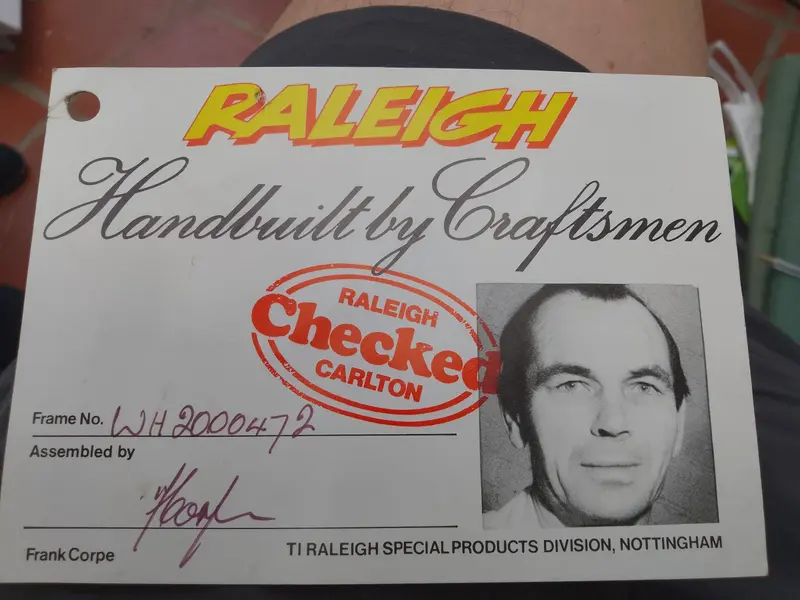 RALEIGH
Handbuilt by Craftsmen
RALEIGH
Checked
CARLTON
Frame No. WH2000472
Assembled by
FCorpe
Frank Corpe
TI RALEIGH SPECIAL PRODUCTS DIVISION, NOTTINGHAM